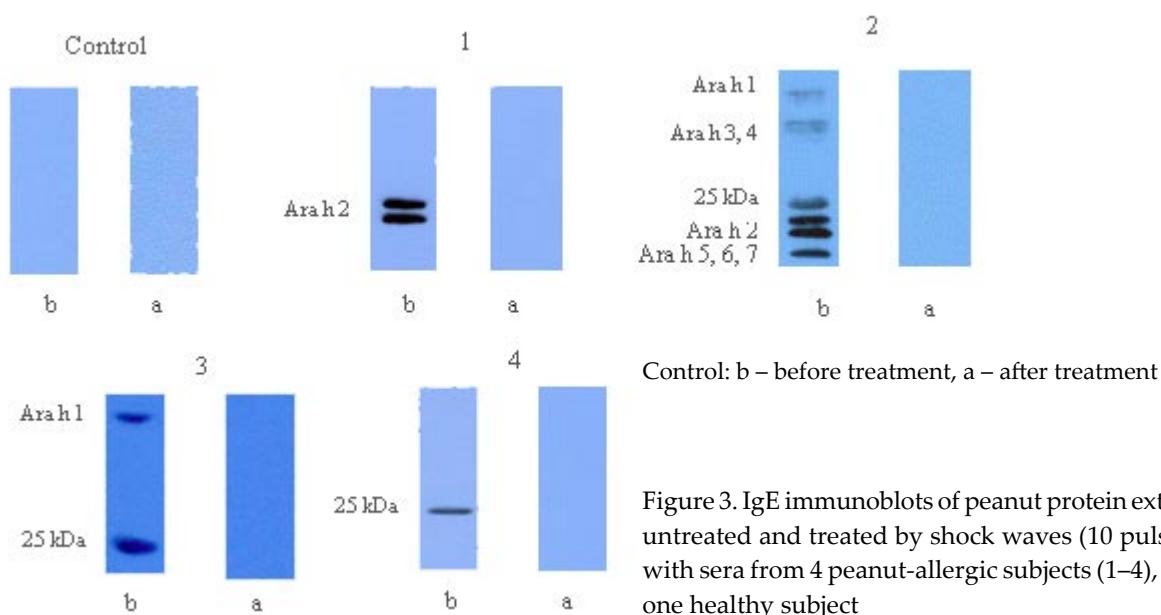 Control
b a
1
Ara h 2
b a
2
Ara h 1
Ara h 3, 4
25 kDa
Ara h 2
Ara h 5, 6, 7
b a
3
Ara h 1
25 kDa
b a
4
25 kDa
b a
Control: b – before treatment, a – after treatment
Figure 3. IgE immunoblots of peanut protein ext
untreated and treated by shock waves (10 puls
with sera from 4 peanut-allergic subjects (1–4),
one healthy subject